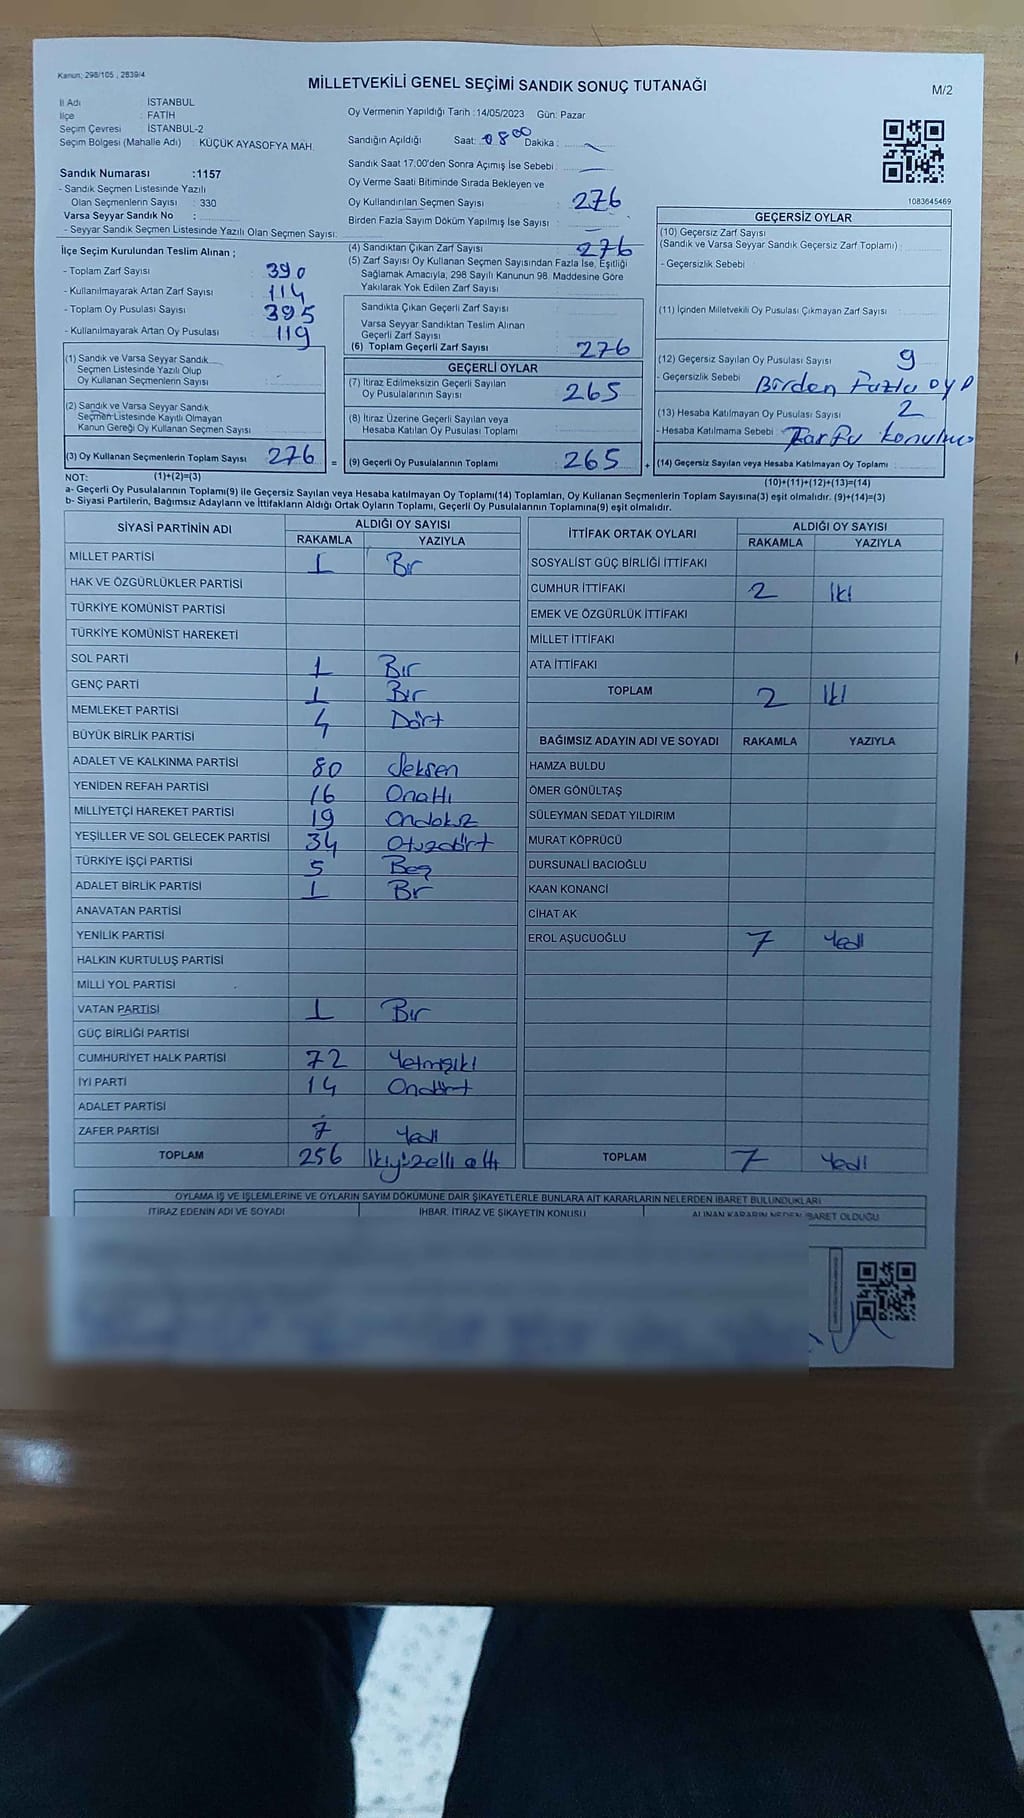 Kanun; 298/105 , 2839/4
MİLLETVEKİLİ GENEL SEÇİMİ SANDIK SONUÇ TUTANAĞI
M/2
İl Adı : İSTANBUL
İlçe : FATİH
Seçim Çevresi : İSTANBUL-2
Seçim Bölgesi (Mahalle Adı) : KÜÇÜK AYASOFYA MAH.
Sandık Numarası :1157
- Sandık Seçmen Listesinde Yazılı
Olan Seçmenlerin Sayısı : 330
Varsa Seyyar Sandık No :
- Seyyar Sandık Seçmen Listesinde Yazılı Olan Seçmen Sayısı:
Oy Vermenin Yapıldığı Tarih :14/05/2023 Gün: Pazar
Sandığın Açıldığı Saat: 08 00 Dakika :
Sandık Saat 17:00'den Sonra Açımış İse Sebebi :
Oy Verme Saati Bitiminde Sırada Bekleyen ve
Oy Kullandırılan Seçmen Sayısı : 276
Birden Fazla Sayım Döküm Yapılmış İse Sayısı :
1083645469
İlçe Seçim Kurulundan Teslim Alınan ;
- Toplam Zarf Sayısı : 390
- Kullanılmayarak Artan Zarf Sayısı : 114
- Toplam Oy Pusulası Sayısı : 395
- Kullanılmayarak Artan Oy Pusulası : 119
(1) Sandık ve Varsa Seyyar Sandık
Seçmen Listesinde Yazılı Olup
Oy Kullanan Seçmenlerin Sayısı :
(2) Sandık ve Varsa Seyyar Sandık
Seçmen Listesinde Kayıtlı Olmayan
Kanun Gereği Oy Kullanan Seçmen Sayısı :
(3) Oy Kullanan Seçmenlerin Toplam Sayısı : 276 =
(4) Sandıktan Çıkan Zarf Sayısı : 276
(5) Zarf Sayısı Oy Kullanan Seçmen Sayısından Fazla İse, Eşitliği
Sağlamak Amacıyla, 298 Sayılı Kanunun 98. Maddesine Göre
Yakılarak Yok Edilen Zarf Sayısı :
Sandıkta Çıkan Geçerli Zarf Sayısı :
Varsa Seyyar Sandıktan Teslim Alınan
Geçerli Zarf Sayısı :
(6) Toplam Geçerli Zarf Sayısı : 276
GEÇERLİ OYLAR
(7) İtiraz Edilmeksizin Geçerli Sayılan
Oy Pusulalarının Sayısı : 265
(8) İtiraz Üzerine Geçerli Sayılan veya
Hesaba Katılan Oy Pusulası Toplamı :
(9) Geçerli Oy Pusulalarının Toplamı : 265 +
GEÇERSİZ OYLAR
(10) Geçersiz Zarf Sayısı
(Sandık ve Varsa Seyyar Sandık Geçersiz Zarf Toplamı) :
- Geçersizlik Sebebi :
(11) İçinden Milletvekili Oy Pusulası Çıkmayan Zarf Sayısı :
(12) Geçersiz Sayılan Oy Pusulası Sayısı : 9
- Geçersizlik Sebebi : Birden Fazla oy
(13) Hesaba Katılmayan Oy Pusulası Sayısı : 2
- Hesaba Katılmama Sebebi :
(14) Geçersiz Sayılan veya Hesaba Katılmayan Oy Toplamı :
NOT: (1)+(2)=(3)
(10)+(11)+(12)+(13)=(14)
a- Geçerli Oy Pusulalarının Toplamı(9) ile Geçersiz Sayılan veya Hesaba katılmayan Oy Toplamı(14) Toplamları, Oy Kullanan Seçmenlerin Toplam Sayısına(3) eşit olmalıdır. (9)+(14)=(3)
b- Siyasi Partilerin, Bağımsız Adayların ve İttifakların Aldığı Ortak Oyların Toplamı, Geçerli Oy Pusulalarının Toplamına(9) eşit olmalıdır.
SİYASİ PARTİNİN ADI ALDIĞI OY SAYISI
RAKAMLA YAZIYLA
MİLLET PARTİSİ 1 Bir
HAK VE ÖZGÜRLÜKLER PARTİSİ
TÜRKİYE KOMÜNİST PARTİSİ
TÜRKİYE KOMÜNİST HAREKETİ
SOL PARTİ 1 Bir
GENÇ PARTİ 1 Bir
MEMLEKET PARTİSİ 4 Dört
BÜYÜK BİRLİK PARTİSİ
ADALET VE KALKINMA PARTİSİ 80 Seksen
YENİDEN REFAH PARTİSİ 16 Onaltı
MİLLİYETÇİ HAREKET PARTİSİ 19 Ondokuz
YEŞİLLER VE SOL GELECEK PARTİSİ 34 Otuzdört
TÜRKİYE İŞÇİ PARTİSİ 5 Beş
ADALET BİRLİK PARTİSİ 1 Bir
ANAVATAN PARTİSİ
YENİLİK PARTİSİ
HALKIN KURTULUŞ PARTİSİ
MİLLİ YOL PARTİSİ
VATAN PARTİSİ 1 Bir
GÜÇ BİRLİĞİ PARTİSİ
CUMHURİYET HALK PARTİSİ 72 Yetmişiki
İYİ PARTİ 14 Ondört
ADALET PARTİSİ
ZAFER PARTİSİ 7 Yedi
TOPLAM 256 İkiyüzelli altı
İTTİFAK ORTAK OYLARI ALDIĞI OY SAYISI
RAKAMLA YAZIYLA
SOSYALİST GÜÇ BİRLİĞİ İTTİFAKI
CUMHUR İTTİFAKI 2 İki
EMEK VE ÖZGÜRLÜK İTTİFAKI
MİLLET İTTİFAKI
ATA İTTİFAKI
TOPLAM 2 İki
BAĞIMSIZ ADAYIN ADI VE SOYADI RAKAMLA YAZIYLA
HAMZA BULDU
ÖMER GÖNÜLTAŞ
SÜLEYMAN SEDAT YILDIRIM
MURAT KÖPRÜCÜ
DURSUNALİ BACIOĞLU
KAAN KONANCİ
CİHAT AK
EROL AŞUCUOĞLU 7 Yedi
TOPLAM 7 Yedi
OYLAMA İŞ VE İŞLEMLERİNE VE OYLARIN SAYIM DÖKÜMÜNE DAİR ŞİKAYETLERLE BUNLARA AİT KARARLARIN NELERDEN İBARET BULUNDUKLARI
İTİRAZ EDENİN ADI VE SOYADI İHBAR, İTİRAZ VE ŞİKAYETİN KONUSU ALINAN KARARIN NEDEN İBARET OLDUĞU